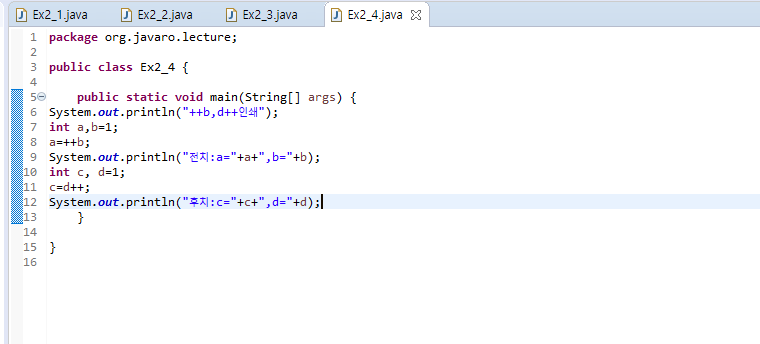 Ex2_1.java Ex2_2.java Ex2_3.java Ex2_4.java
1 package org.javaro.lecture;
2
3 public class Ex2_4 {
4
5 public static void main(String[] args) {
6 System.out.println("++b,d++인쇄");
7 int a,b=1;
8 a=++b;
9 System.out.println("전치:a="+a+",b="+b);
10 int c, d=1;
11 c=d++;
12 System.out.println("후치:c="+c+",d="+d);
13 }
14
15 }
16